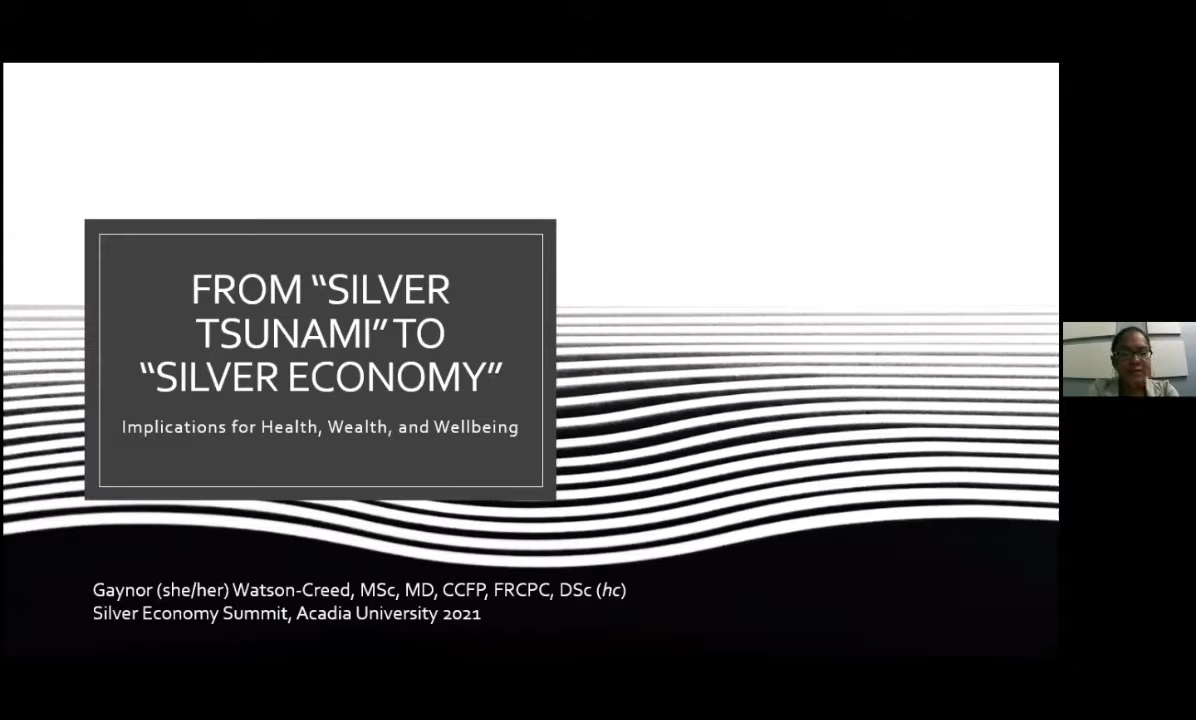 FROM “SILVER
TSUNAMI” TO
“SILVER ECONOMY”
Implications for Health, Wealth, and Wellbeing
Gaynor (she/her) Watson-Creed, MSc, MD, CCFP, FRCPC, DSc (hc)
Silver Economy Summit, Acadia University 2021